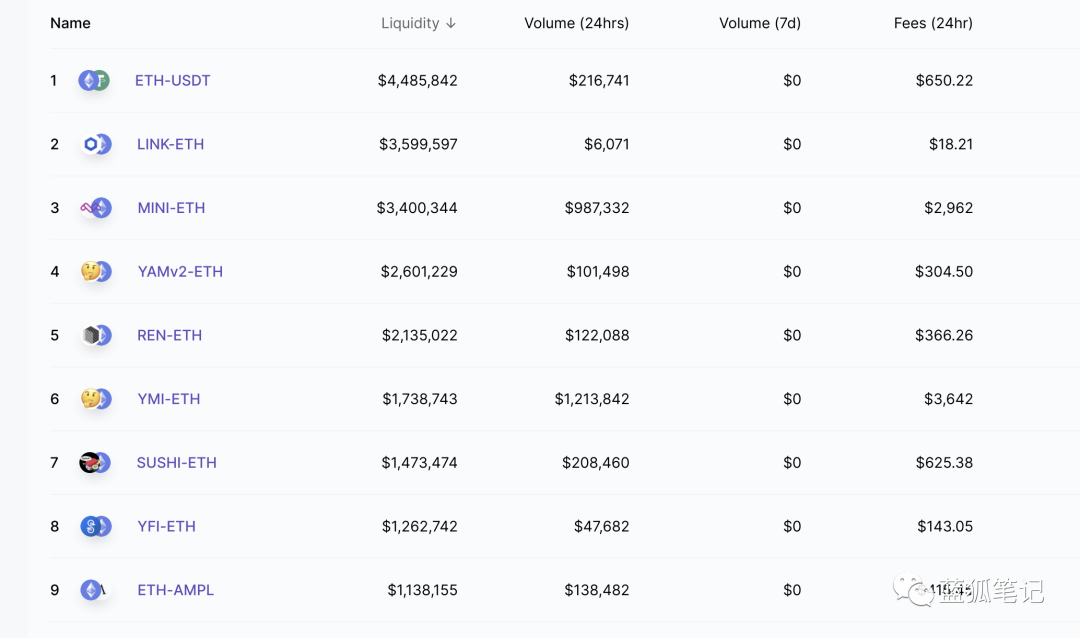 Name Liquidity ↓ Volume (24hrs) Volume (7d) Fees (24hr)
1 ETH-USDT $4,485,842 $216,741 $0 $650.22
2 LINK-ETH $3,599,597 $6,071 $0 $18.21
3 MINI-ETH $3,400,344 $987,332 $0 $2,962
4 YAMv2-ETH $2,601,229 $101,498 $0 $304.50
5 REN-ETH $2,135,022 $122,088 $0 $366.26
6 YMI-ETH $1,738,743 $1,213,842 $0 $3,642
7 SUSHI-ETH $1,473,474 $208,460 $0 $625.38
8 YFI-ETH $1,262,742 $47,682 $0 $143.05
9 ETH-AMPL $1,138,155 $138,482 $0
蓝狐笔记